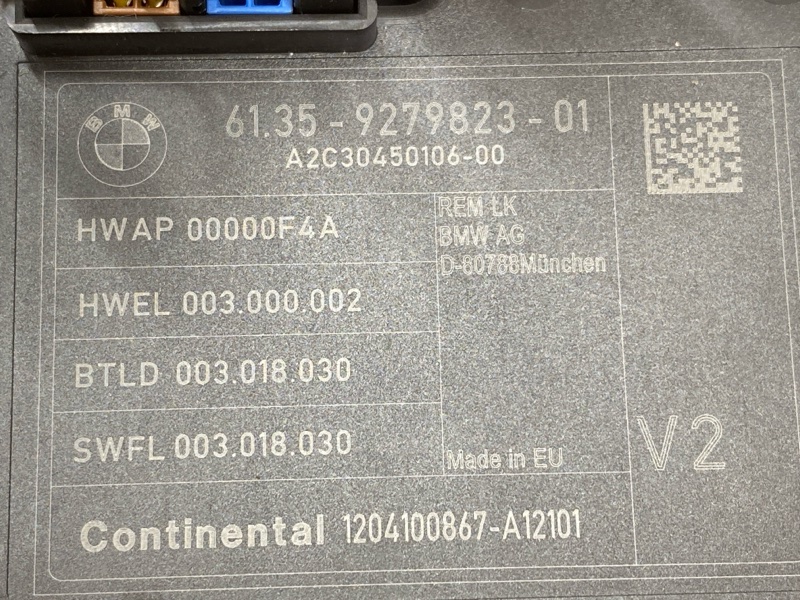 BMW
61.35 - 9279823 - 01
A2C30450106-00
HWAP 00000F4A
REM LK
BMW AG
D-80788München
HWEL 003.000.002
BTLD 003.018.030
SWFL 003.018.030
Made in EU
V2
Continental 1204100867-A12101